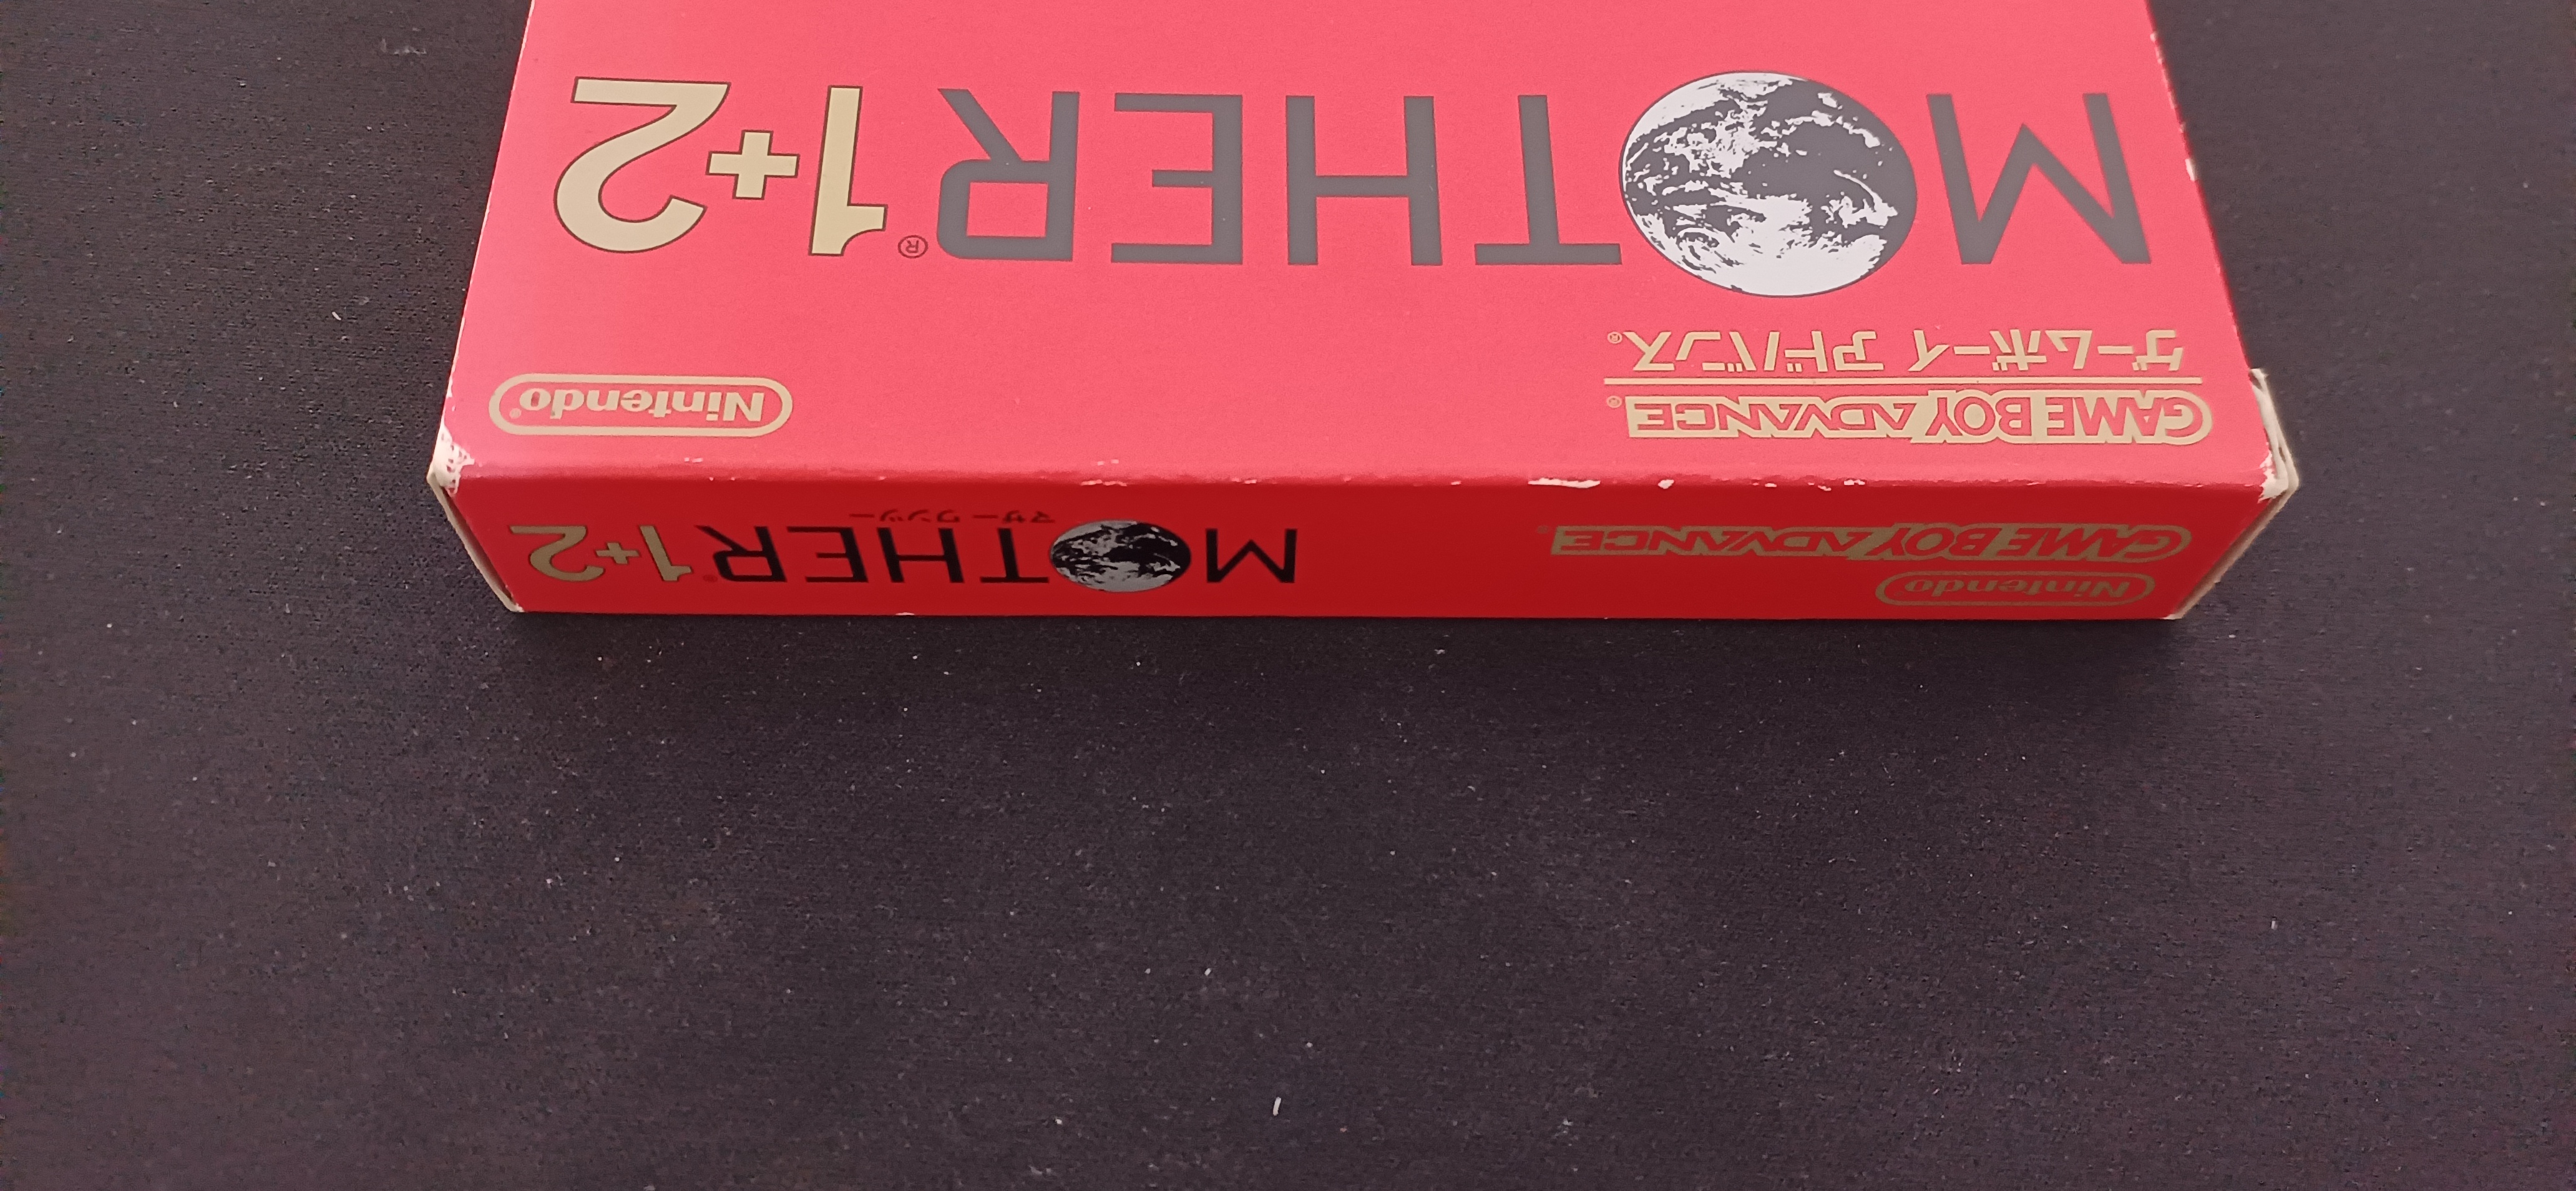 GAME BOY ADVANCE®
Nintendo®
ゲームボーイ アドバンス®
MOTHER®1+2
Nintendo
GAME BOY ADVANCE®
MOTHER®1+2
マザー ワンツー